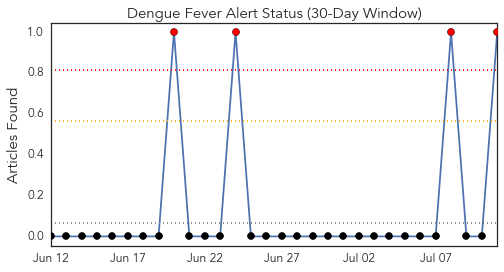 Dengue Fever Alert Status (30-Day Window)
1.0
0.8
0.6
0.4
0.2
0.0
Articles Found
Jun 12 Jun 17 Jun 22 Jun 27 Jul 02 Jul 07